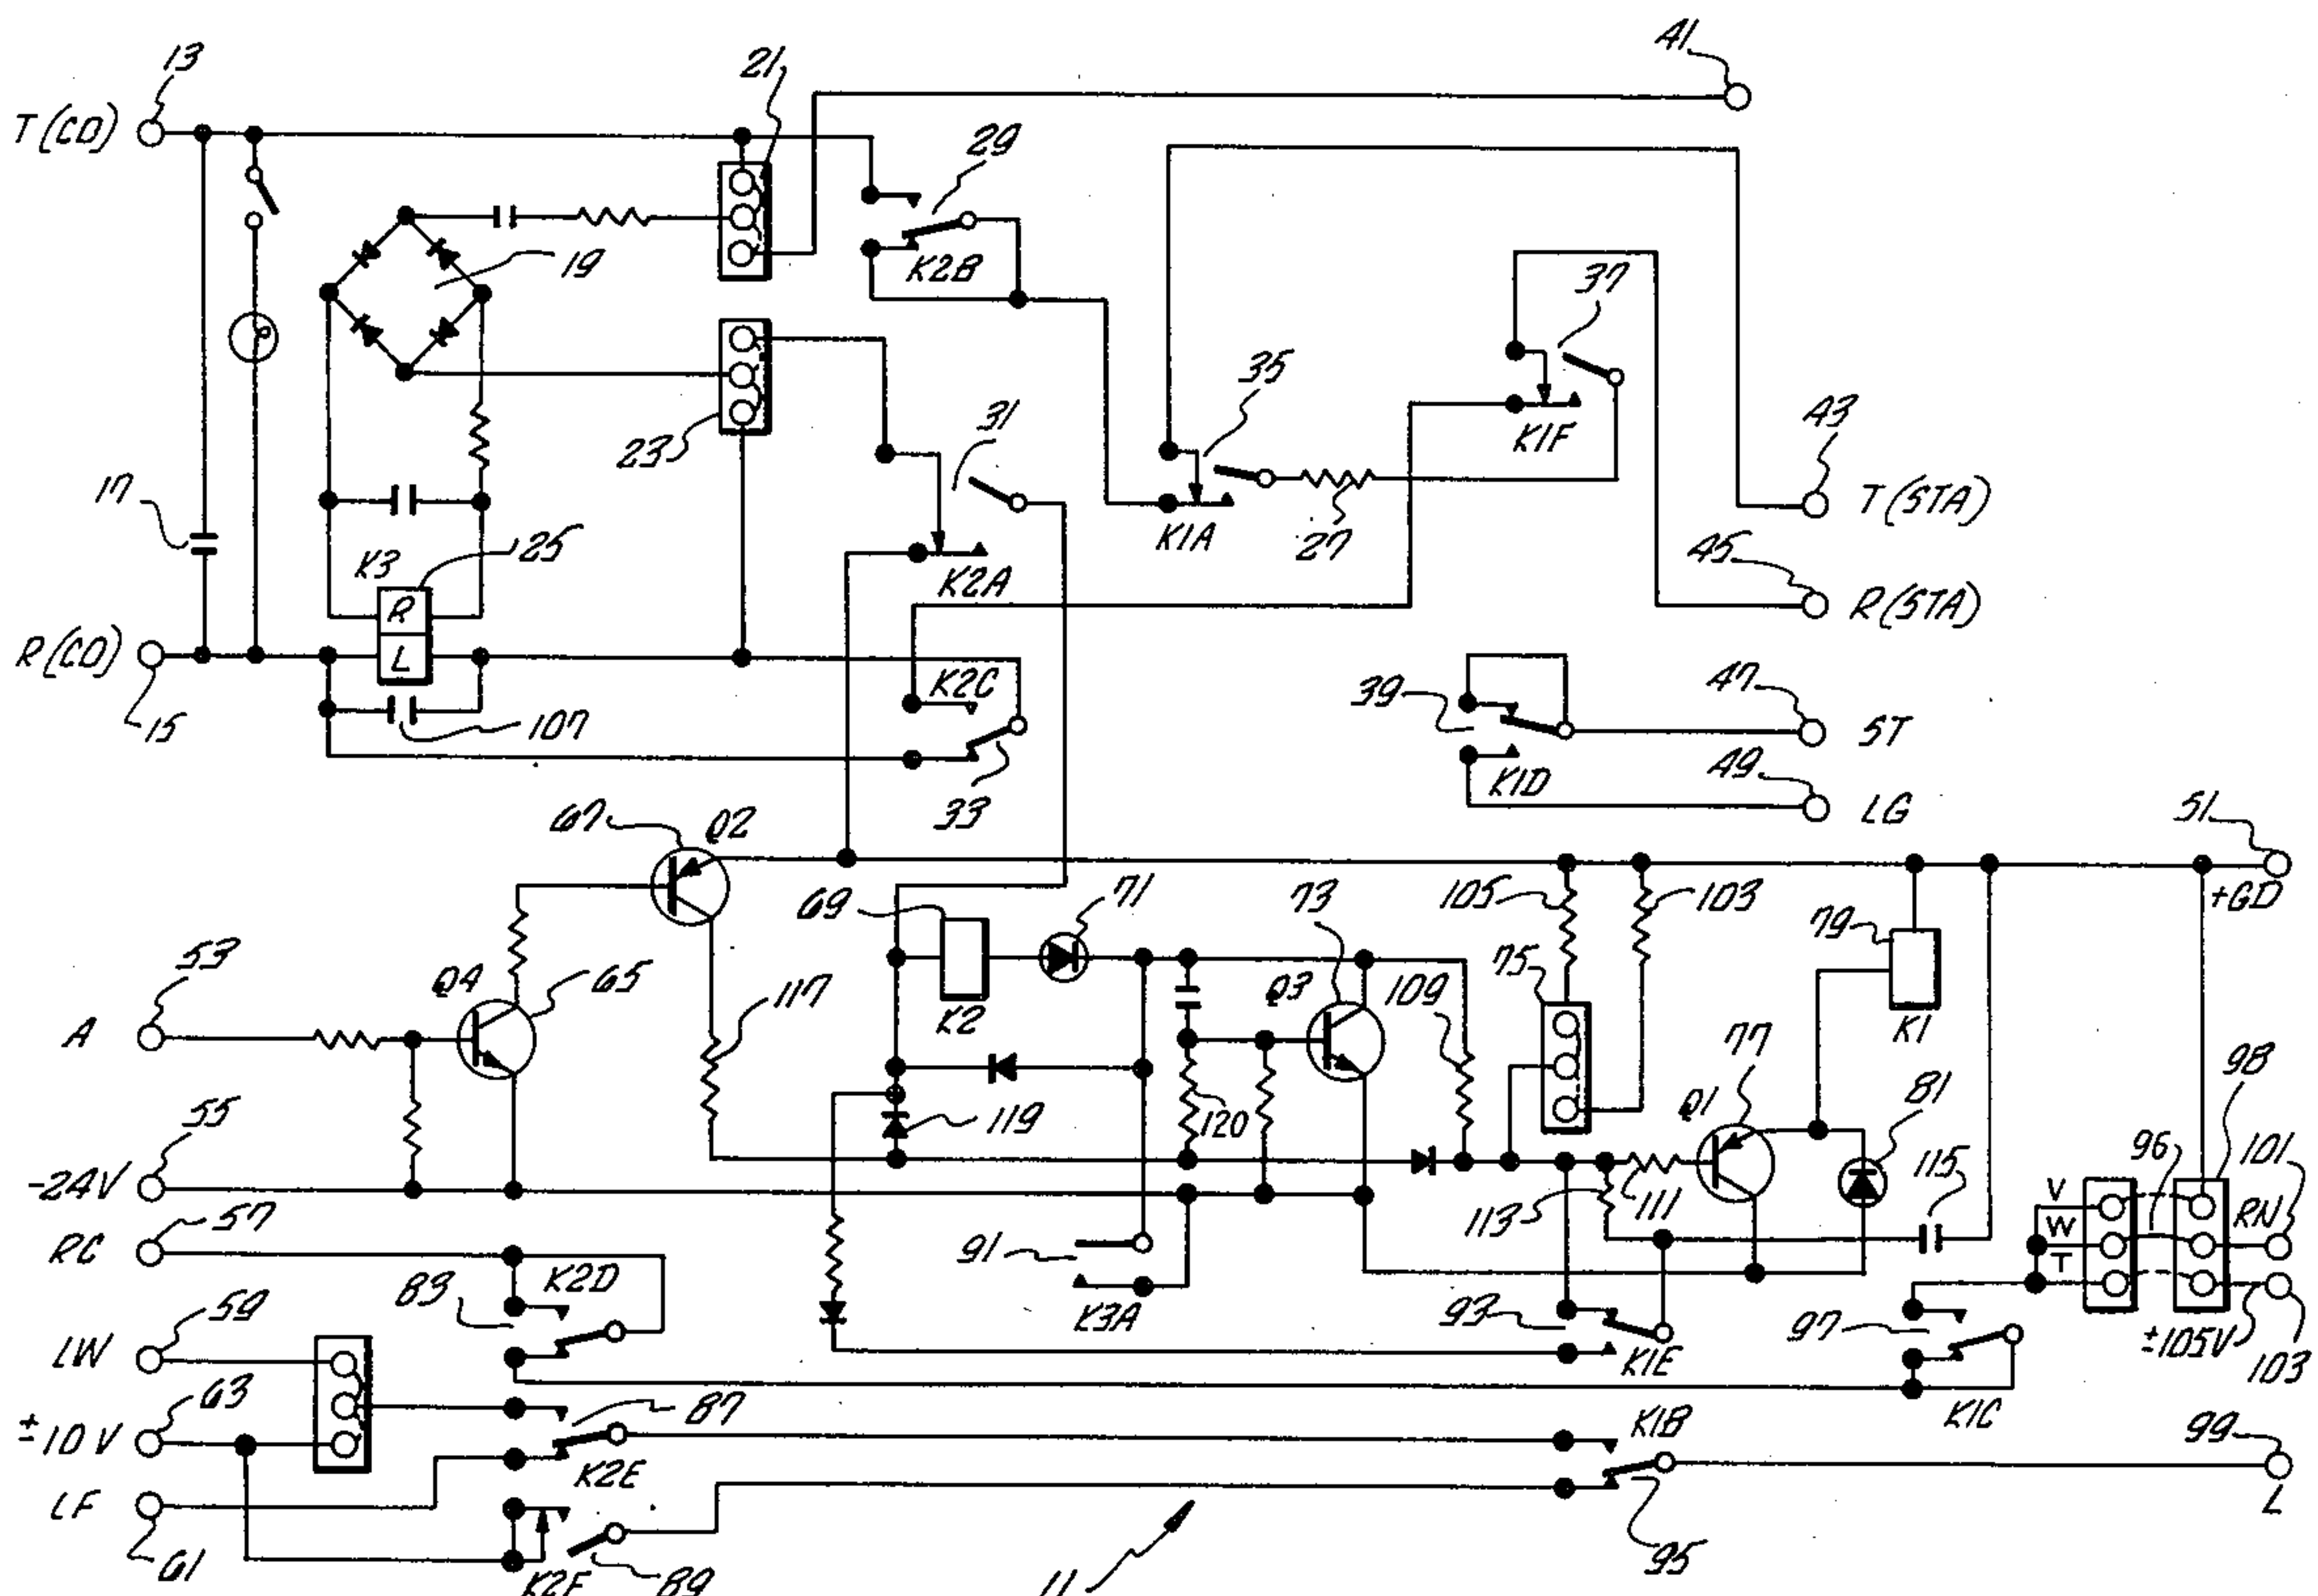 13
21
41
T(CO)
29
19
37
35
43
31
K2B
23
K1F
T(STA)
17
K1A
27
45
25
K3
K2A
R
R(STA)
R(CO)
L
K2C
39
47
ST
15
107
K1D
49
33
LG
67
Q2
51
+GD
69
71
73
105
103
79
53
Q4
65
75
Q3
109
A
117
K2
K1
77
98
81
Q1
55
119
120
96
101
-24V
113
111
115
V
RN
57
W
RC
91
T
K2D
83
K3A
93
97
±105V
59
K1E
103
LW
63
K1C
87
K1B
±10V
99
K2E
LF
L
95
61
K2F
89
11